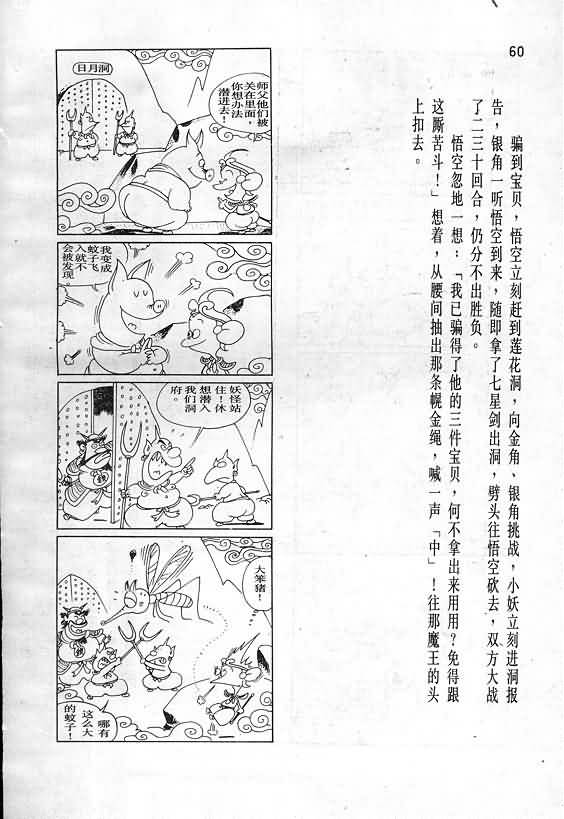 60
骗到宝贝，悟空立刻赶到莲花洞，向金角、银角挑战，小妖立刻进洞报
告，银角一听悟空到来，随即拿了七星剑出洞，劈头往悟空砍去，双方大战
了二三十回合，仍分不出胜负。
悟空忽地一想：「我已骗得了他的三件宝贝，何不拿出来用用？免得跟
这厮苦斗！」想着，从腰间抽出那条幌金绳，喊一声「中」！往那魔王的头
上扣去。
日月洞
师父他们被
关在里面，
你想办法
潜进去！
我变成
蚊子飞
入就不
会被发现
妖怪站
住！休
想潜入
我们洞
府。
大笨猪！
哪有
这么大
的蚊子！